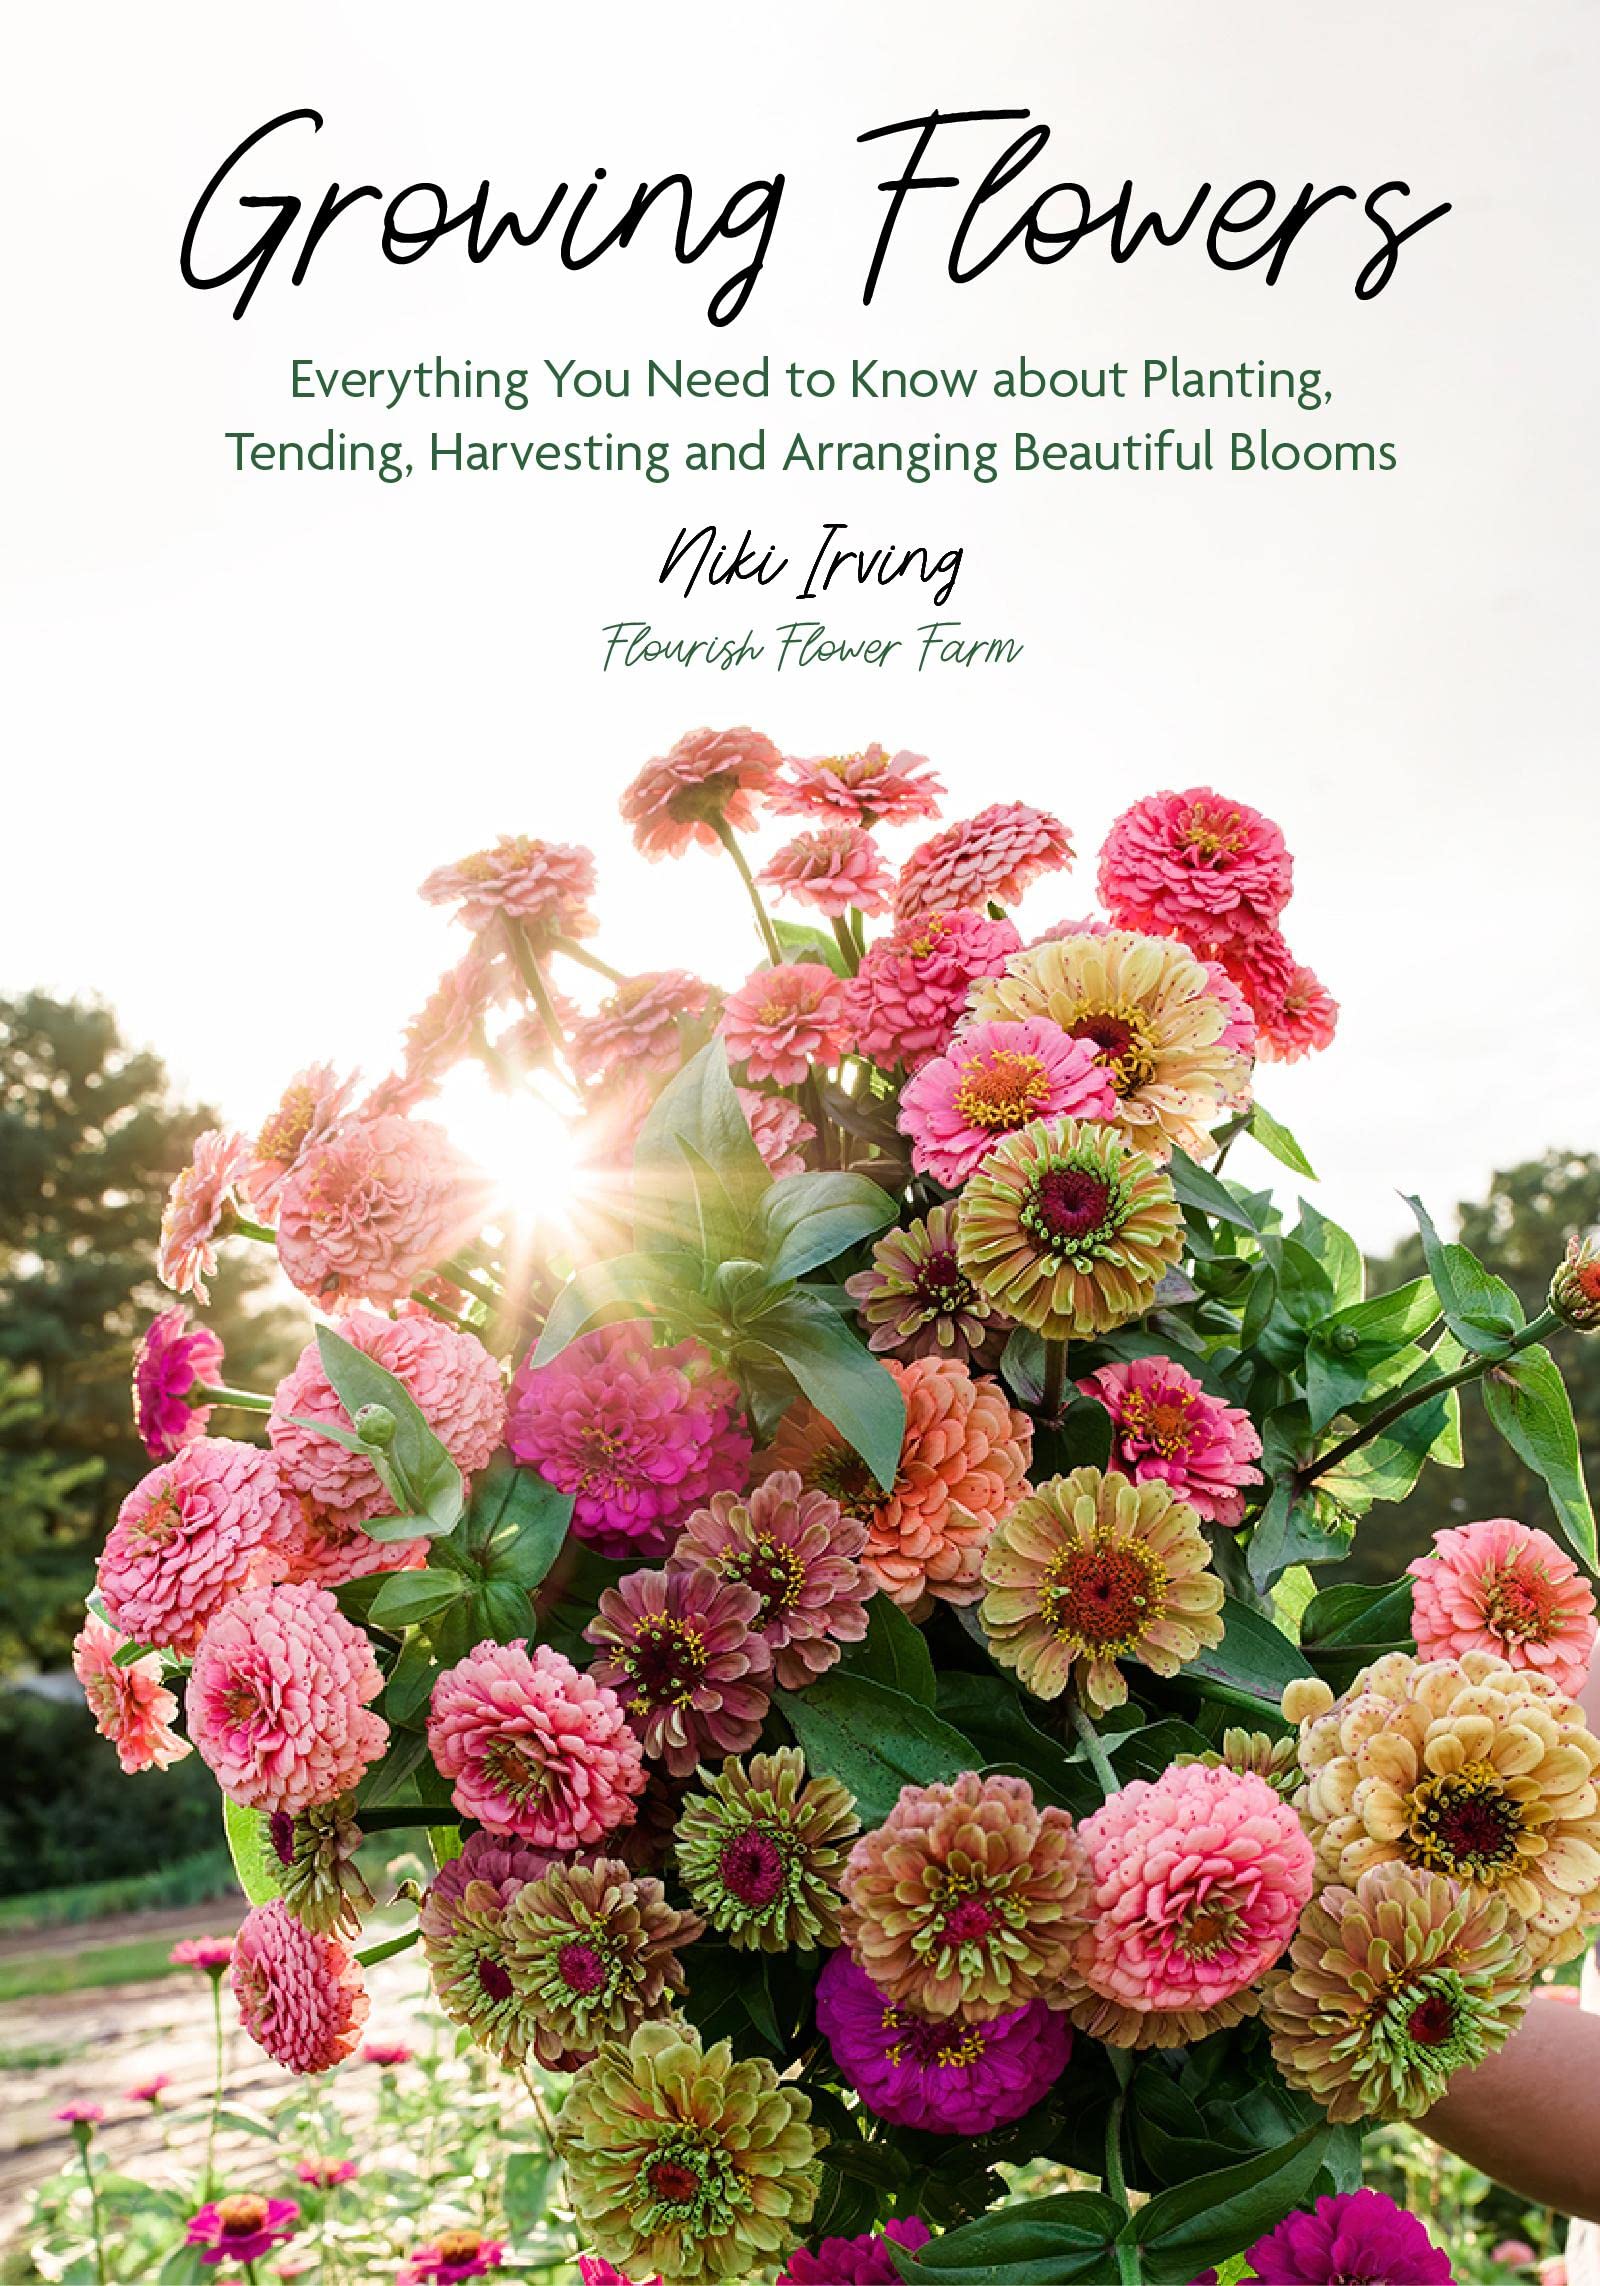 Growing Flowers
Everything You Need to Know about Planting,
Tending, Harvesting and Arranging Beautiful Blooms
Niki Irving
Flourish Flower Farm